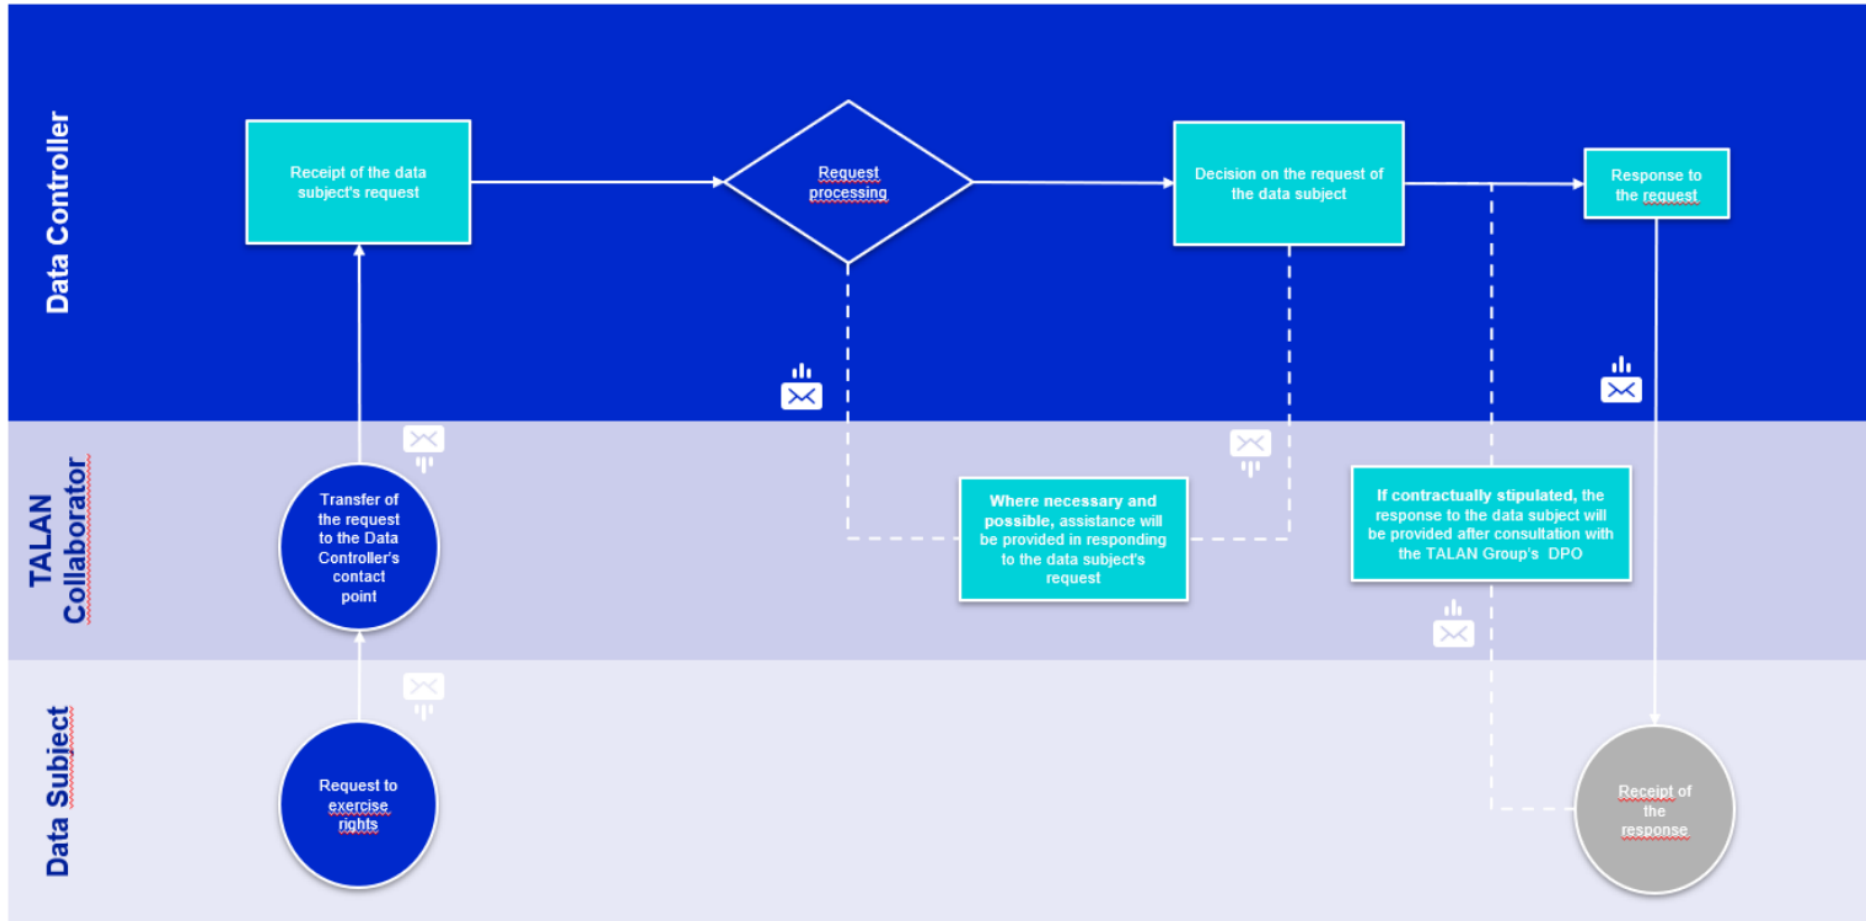 Data Controller
Receipt of the data
subject's request
Request
processing
Decision on the request of
the data subject
Response to
the request
TALAN
Collaborator
Transfer of
the request
to the Data
Controller's
contact
point
Where necessary and
possible, assistance will
be provided in responding
to the data subject's
request
If contractually stipulated, the
response to the data subject will
be provided after consultation with
the TALAN Group's DPO
Data Subject
Request to
exercise
rights
Receipt of
the
response